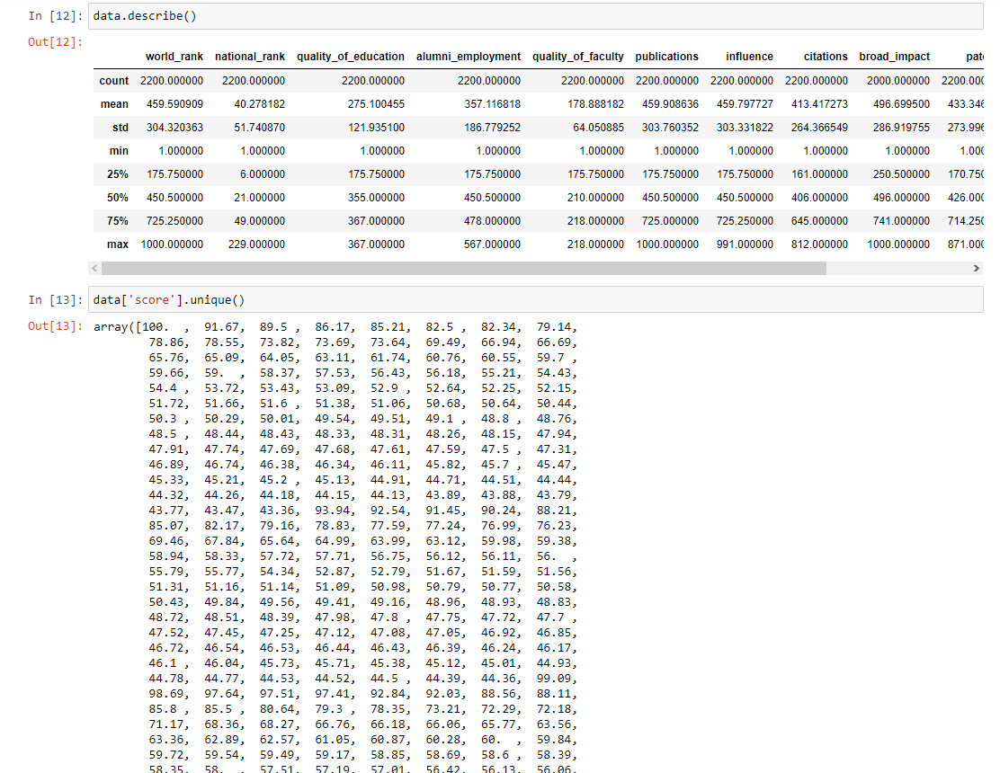 In [12]: data.describe()
Out[12]:
world_rank national_rank quality_of_education alumni_employment quality_of_faculty publications influence citations broad_impact pat
count 2200.000000 2200.000000 2200.000000 2200.000000 2200.000000 2200.000000 2200.000000 2200.000000 2000.000000 2200.00
mean 459.590909 40.278182 275.100455 357.116818 178.888182 459.908636 459.797727 413.417273 496.699500 433.346
std 304.320363 51.740870 121.935100 186.779252 64.050885 303.760352 303.331822 264.366549 286.919755 273.996
min 1.000000 1.000000 1.000000 1.000000 1.000000 1.000000 1.000000 1.000000 1.000000 1.000
25% 175.750000 6.000000 175.750000 175.750000 175.750000 175.750000 175.750000 161.000000 250.500000 170.750
50% 450.500000 21.000000 355.000000 450.500000 210.000000 450.500000 450.500000 406.000000 496.000000 426.000
75% 725.250000 49.000000 367.000000 478.000000 218.000000 725.000000 725.250000 645.000000 741.000000 714.250
max 1000.000000 229.000000 367.000000 567.000000 218.000000 1000.000000 991.000000 812.000000 1000.000000 871.000
In [13]: data['score'].unique()
Out[13]: array([100. , 91.67, 89.5 , 86.17, 85.21, 82.5 , 82.34, 79.14,
78.86, 78.55, 73.82, 73.69, 73.64, 69.49, 66.94, 66.69,
65.76, 65.09, 64.05, 63.11, 61.74, 60.76, 60.55, 59.7 ,
59.66, 59. , 58.37, 57.53, 56.43, 56.18, 55.21, 54.43,
54.4 , 53.72, 53.43, 53.09, 52.9 , 52.64, 52.25, 52.15,
51.72, 51.66, 51.6 , 51.38, 51.06, 50.68, 50.64, 50.44,
50.3 , 50.29, 50.01, 49.54, 49.51, 49.1 , 48.8 , 48.76,
48.5 , 48.44, 48.43, 48.33, 48.31, 48.26, 48.15, 47.94,
47.91, 47.74, 47.69, 47.68, 47.61, 47.59, 47.5 , 47.31,
46.89, 46.74, 46.38, 46.34, 46.11, 45.82, 45.7 , 45.47,
45.33, 45.21, 45.2 , 45.13, 44.91, 44.71, 44.51, 44.44,
44.32, 44.26, 44.18, 44.15, 44.13, 43.89, 43.88, 43.79,
43.77, 43.47, 43.36, 93.94, 92.54, 91.45, 90.24, 88.21,
85.07, 82.17, 79.16, 78.83, 77.59, 77.24, 76.99, 76.23,
69.46, 67.84, 65.64, 64.99, 63.99, 63.12, 59.98, 59.38,
58.94, 58.33, 57.72, 57.71, 56.75, 56.12, 56.11, 56. ,
55.79, 55.77, 54.34, 52.87, 52.79, 51.67, 51.59, 51.56,
51.31, 51.16, 51.14, 51.09, 50.98, 50.79, 50.77, 50.58,
50.43, 49.84, 49.56, 49.41, 49.16, 48.96, 48.93, 48.83,
48.72, 48.51, 48.39, 47.98, 47.8 , 47.75, 47.72, 47.7 ,
47.52, 47.45, 47.25, 47.12, 47.08, 47.05, 46.92, 46.85,
46.72, 46.54, 46.53, 46.44, 46.43, 46.39, 46.24, 46.17,
46.1 , 46.04, 45.73, 45.71, 45.38, 45.12, 45.01, 44.93,
44.78, 44.77, 44.53, 44.52, 44.5 , 44.39, 44.36, 99.09,
98.69, 97.64, 97.51, 97.41, 92.84, 92.03, 88.56, 88.11,
85.8 , 85.5 , 80.64, 79.3 , 78.35, 73.21, 72.29, 72.18,
71.17, 68.36, 68.27, 66.76, 66.18, 66.06, 65.77, 63.56,
63.36, 62.89, 62.57, 61.05, 60.87, 60.28, 60. , 59.84,
59.72, 59.54, 59.49, 59.17, 58.85, 58.69, 58.6 , 58.39,
58.35, 58. , 57.51, 57.19, 57.01, 56.42, 56.13, 56.06,